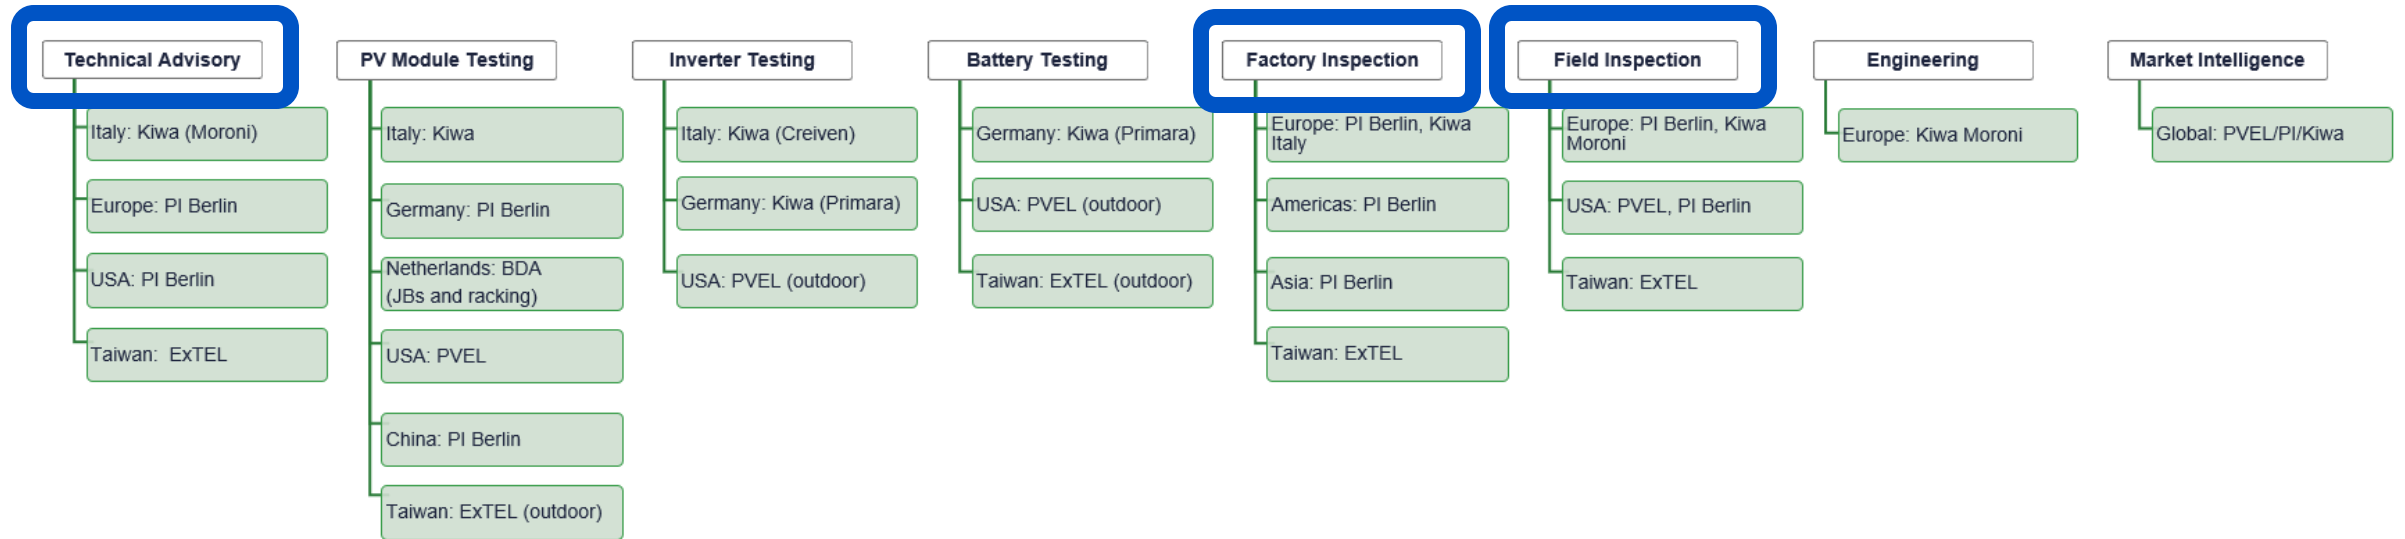 Technical Advisory
Italy: Kiwa (Moroni)
Europe: PI Berlin
USA: PI Berlin
Taiwan:  ExTEL
PV Module Testing
Italy: Kiwa
Germany: PI Berlin
Netherlands: BDA
(JBs and racking)
USA: PVEL
China: PI Berlin
Taiwan: ExTEL (outdoor)
Inverter Testing
Italy: Kiwa (Creiven)
Germany: Kiwa (Primara)
USA: PVEL (outdoor)
Battery Testing
Germany: Kiwa (Primara)
USA: PVEL (outdoor)
Taiwan: ExTEL (outdoor)
Factory Inspection
Europe: PI Berlin, Kiwa
Italy
Americas: PI Berlin
Asia: PI Berlin
Taiwan: ExTEL
Field Inspection
Europe: PI Berlin, Kiwa
Moroni
USA: PVEL, PI Berlin
Taiwan: ExTEL
Engineering
Europe: Kiwa Moroni
Market Intelligence
Global: PVEL/PI/Kiwa